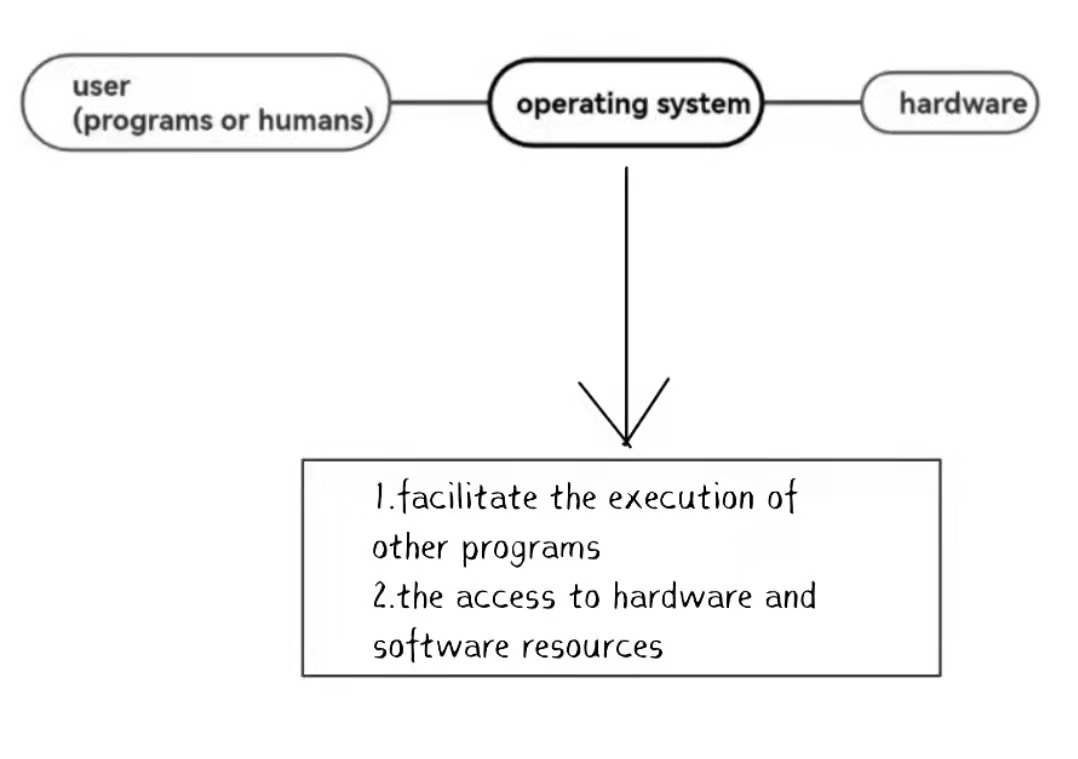 user
(programs or humans)
operating system
hardware
1.facilitate the execution of
other programs
2.the access to hardware and
software resources